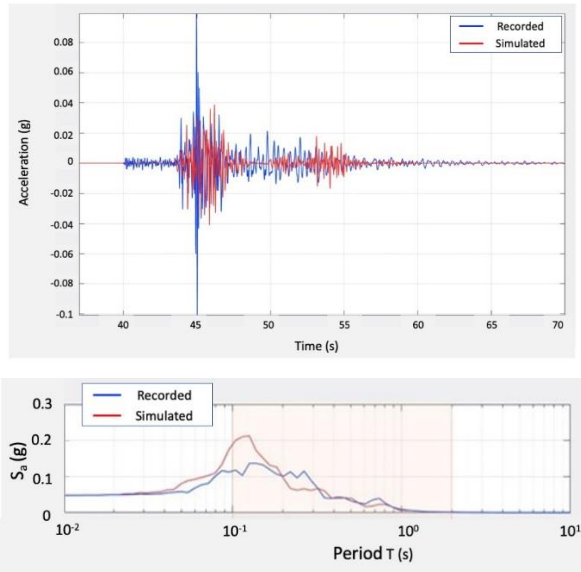 Recorded
Simulated
0.08
0.06
0.04
0.02
0
-0.02
-0.04
-0.06
-0.08
-0.1
Acceleration (g)
40 45 50 55 60 65 70
Time (s)
Recorded
Simulated
0.3
0.2
0.1
0
Sa (g)
10-2 10-1 100 101
Period T (s)